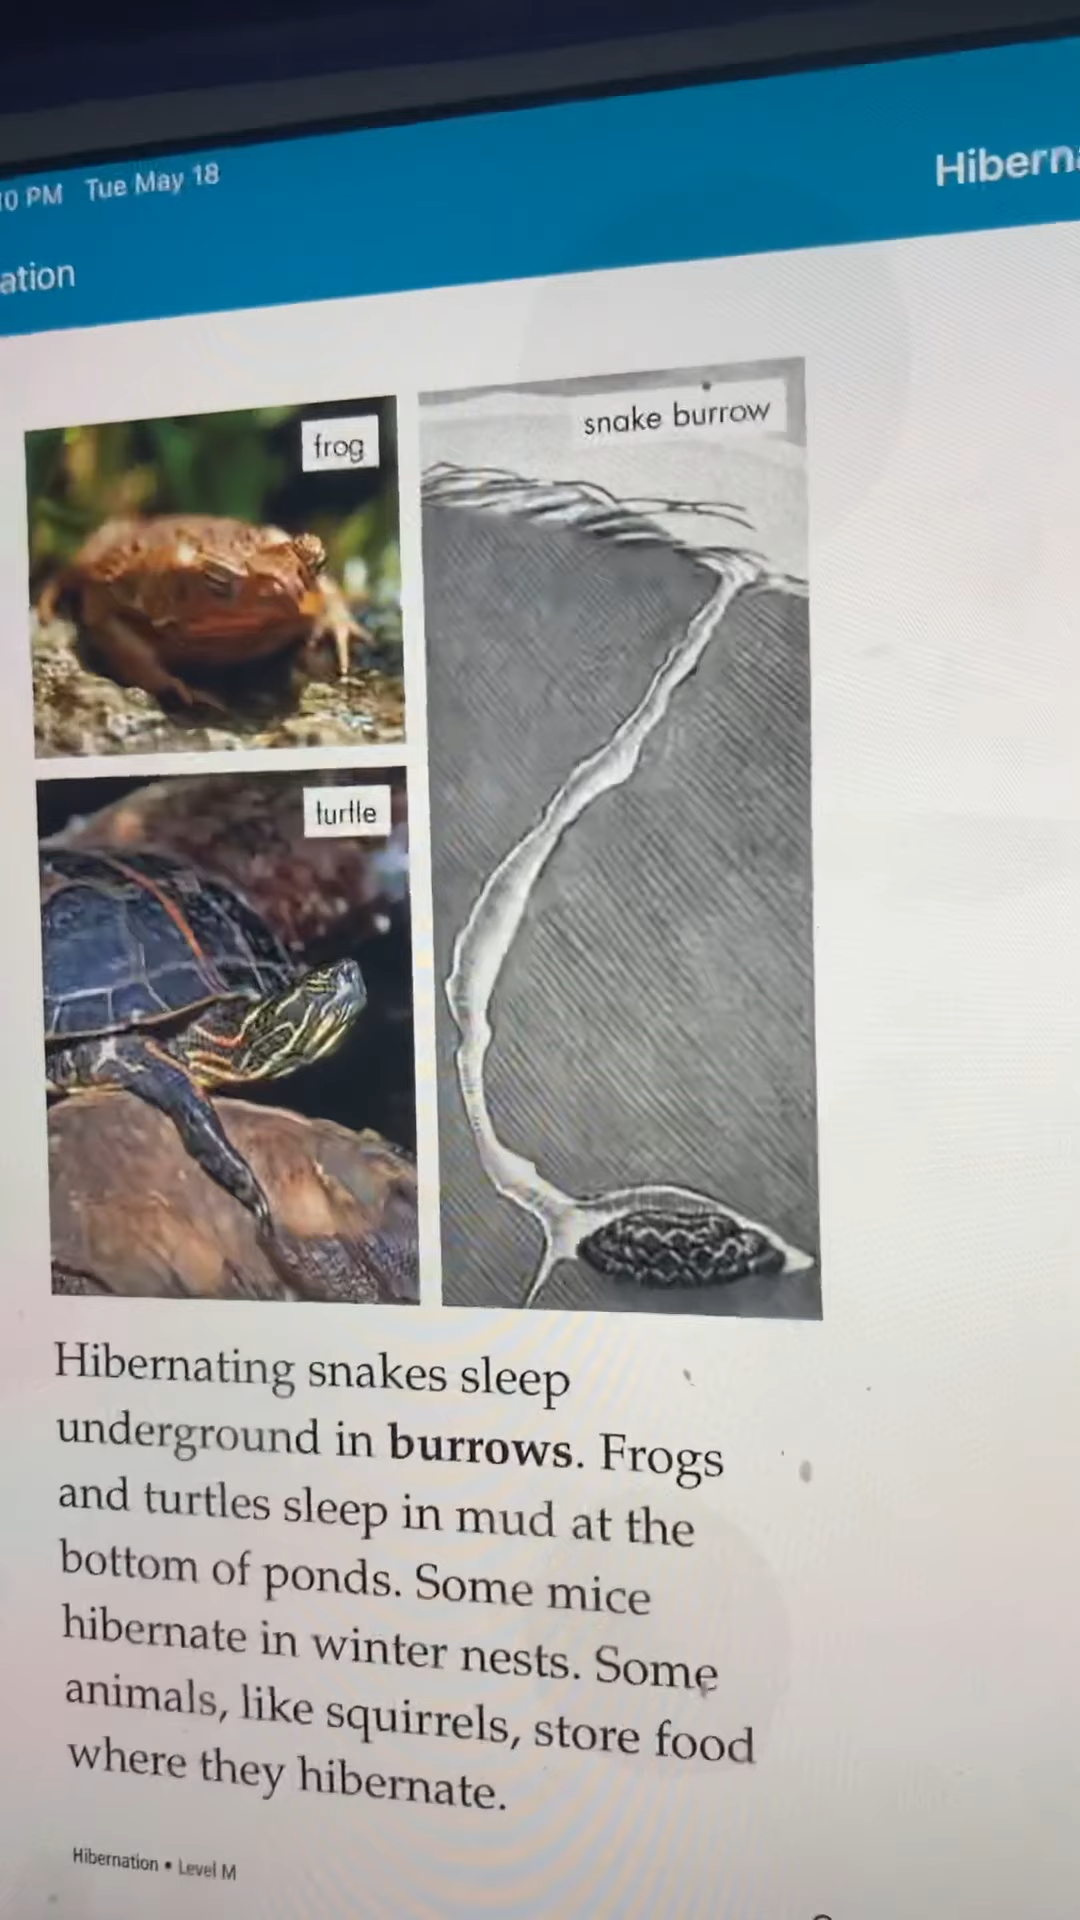 10 PM Tue May 18
Hiberna
ation
frog
snake burrow
turtle
Hibernating snakes sleep
underground in burrows. Frogs
and turtles sleep in mud at the
bottom of ponds. Some mice
hibernate in winter nests. Some
animals, like squirrels, store food
where they hibernate.
Hibernation • Level M